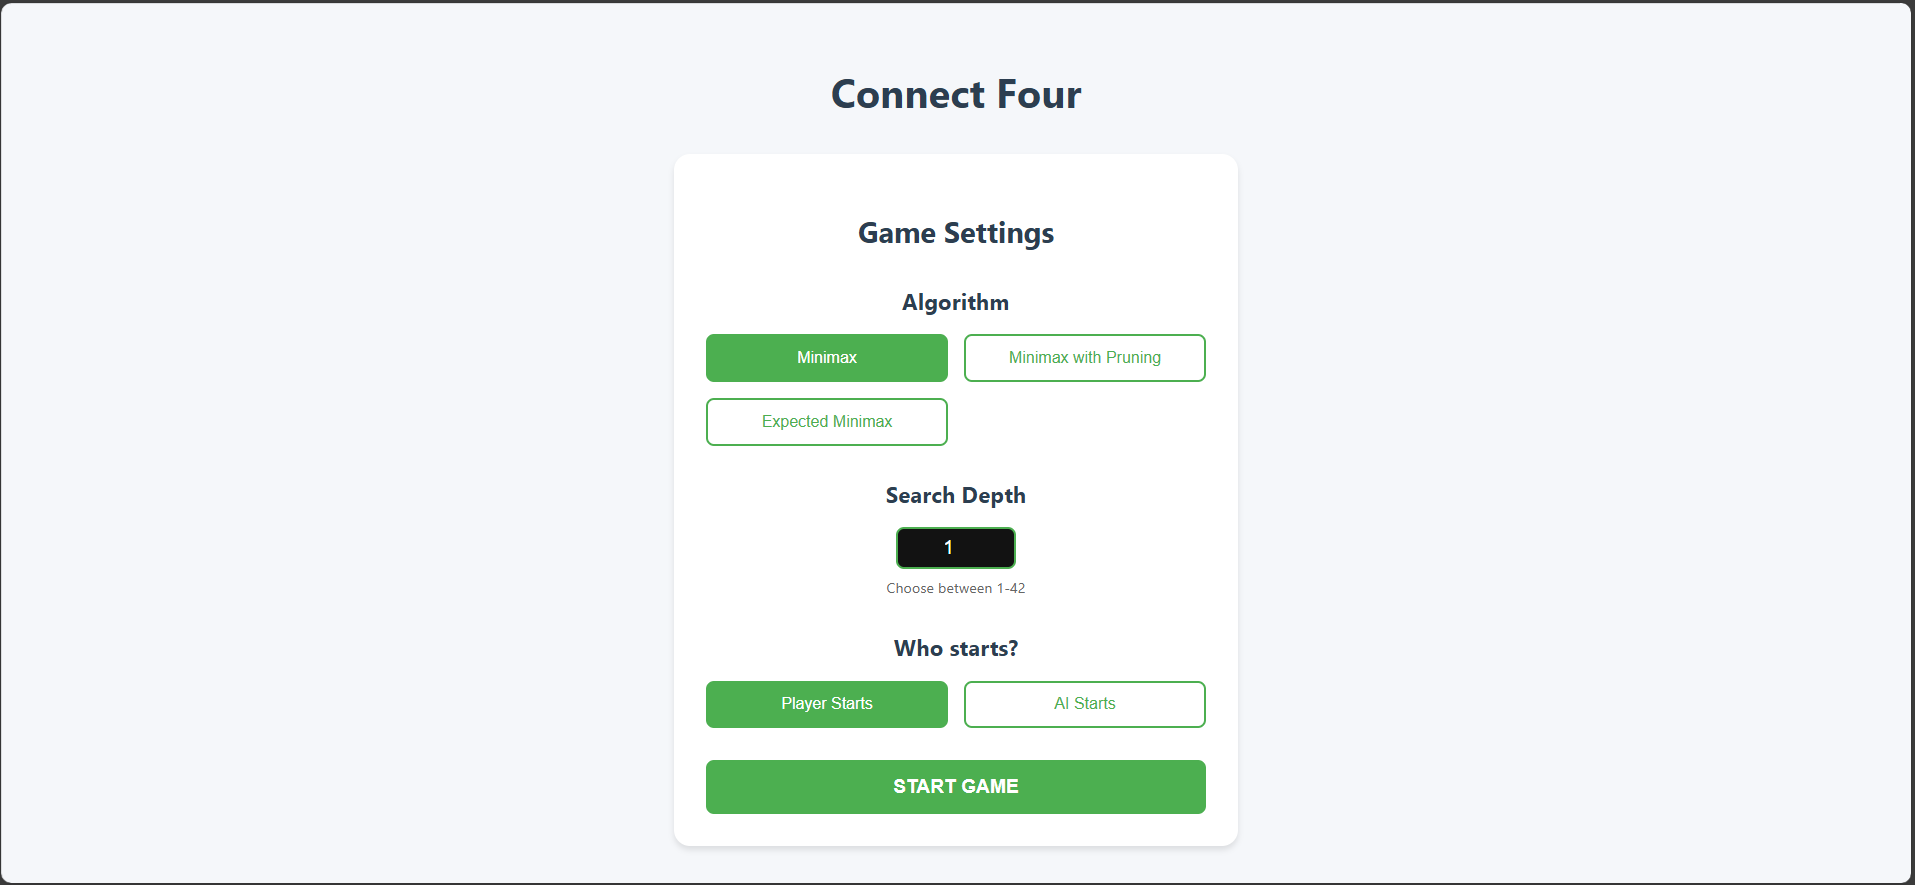 Connect Four
Game Settings
Algorithm
Minimax
Minimax with Pruning
Expected Minimax
Search Depth
1
Choose between 1-42
Who starts?
Player Starts
AI Starts
START GAME